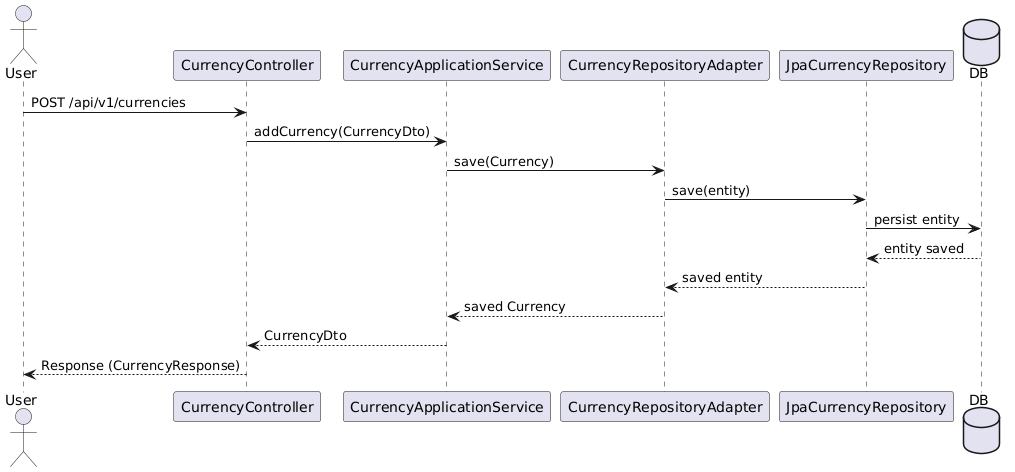 User
CurrencyController
CurrencyApplicationService
CurrencyRepositoryAdapter
JpaCurrencyRepository
DB
POST /api/v1/currencies
addCurrency(CurrencyDto)
save(Currency)
save(entity)
persist entity
entity saved
saved entity
saved Currency
CurrencyDto
Response (CurrencyResponse)
User
CurrencyController
CurrencyApplicationService
CurrencyRepositoryAdapter
JpaCurrencyRepository
DB